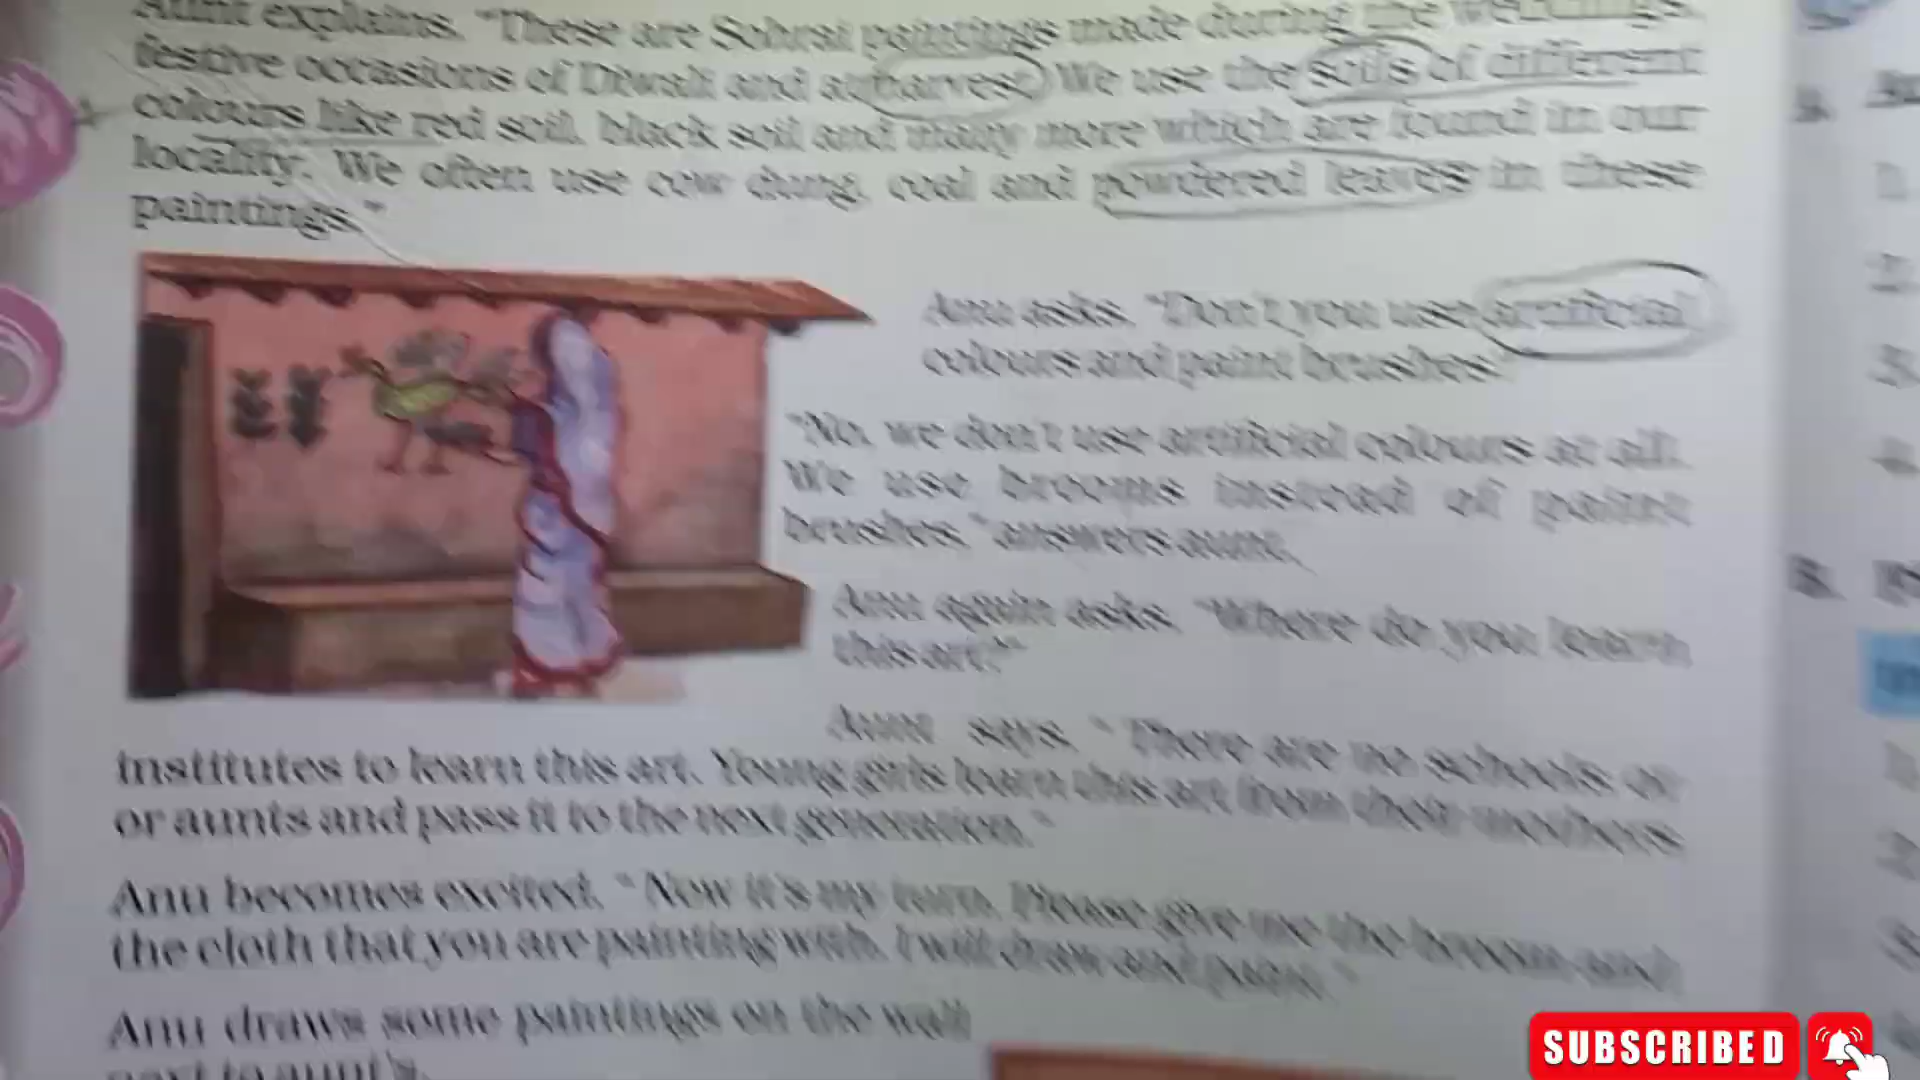 Aunt explains. "These are Sohrai paintings made during the weddings,
festive occasions of Diwali and at harvest. We use the soils of different
colours like red soil, black soil and many more which are found in our
locality. We often use cow dung, coal and powdered leaves in these
paintings."
Anu asks, "Don't you use artificial
colours and paint brushes?"
"No, we don't use artificial colours at all.
We use brooms instead of paint
brushes," answers aunt.
Anu again asks, "Where do you learn
this art?"
Aunt says, "There are no schools or
institutes to learn this art. Young girls learn this art from their mothers
or aunts and pass it to the next generation."
Anu becomes excited. "Now it's my turn. Please give me the broom and
the cloth that you are painting with. I will draw and paint."
Anu draws some paintings on the wall
next to aunt's.
SUBSCRIBED